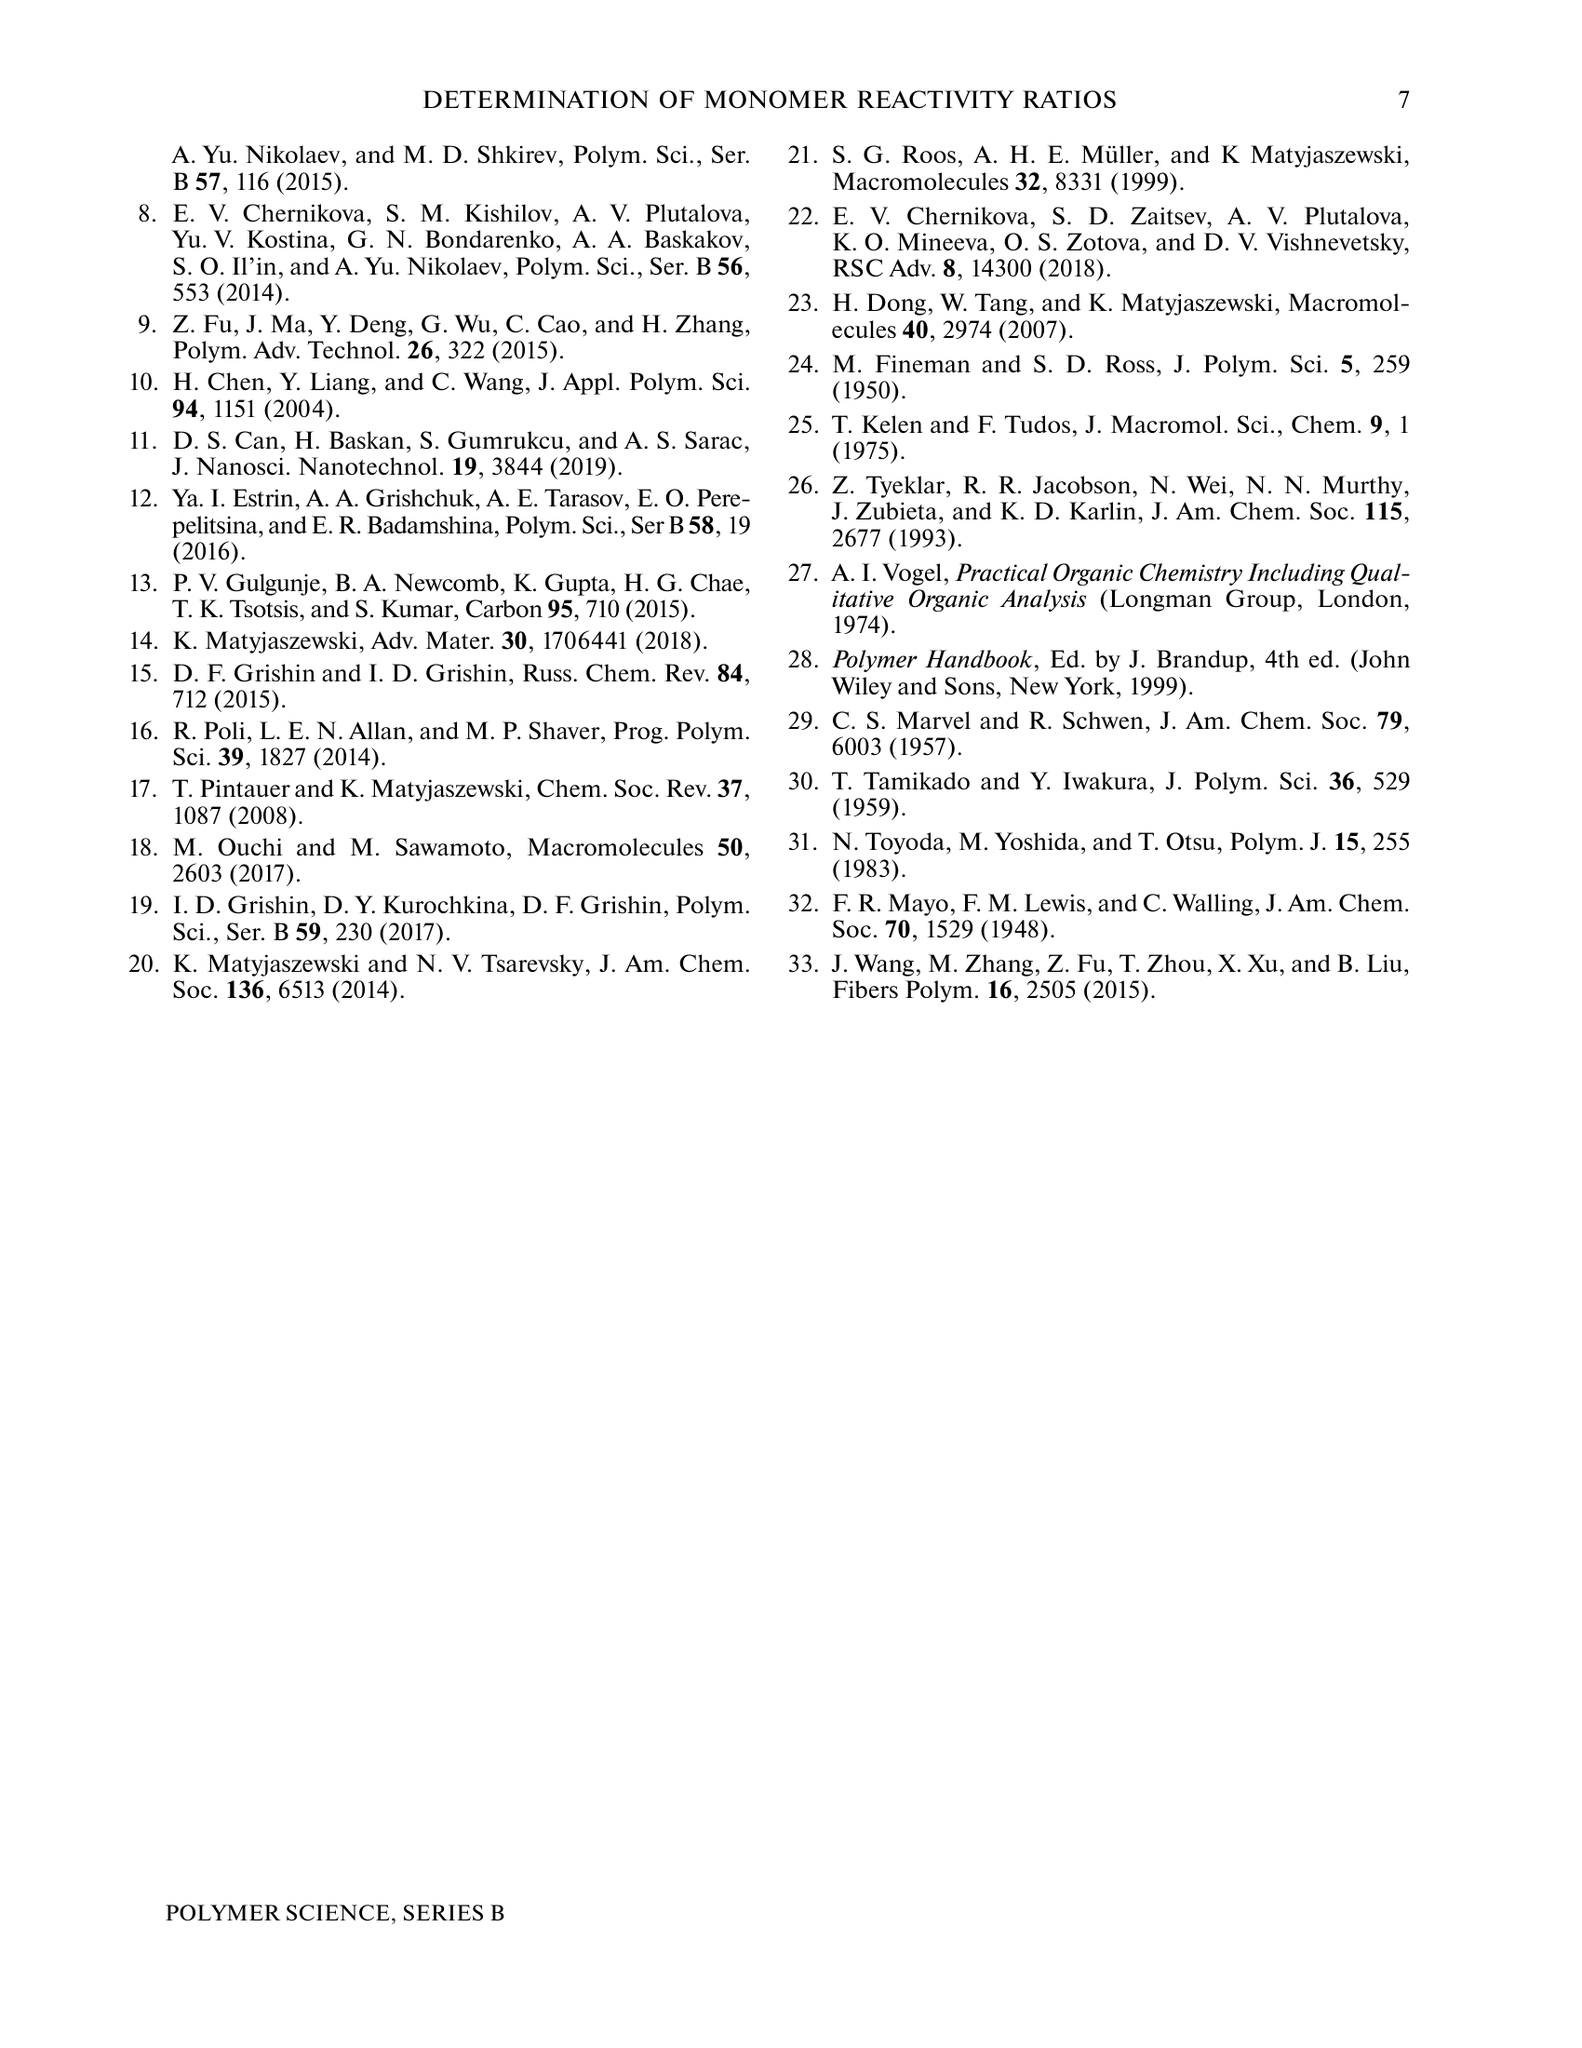 DETERMINATION OF MONOMER REACTIVITY RATIOS 7
A. Yu. Nikolaev, and M. D. Shkirev, Polym. Sci., Ser.
B 57, 116 (2015).
8. E. V. Chernikova, S. M. Kishilov, A. V. Plutalova,
Yu. V. Kostina, G. N. Bondarenko, A. A. Baskakov,
S. O. Il’in, and A. Yu. Nikolaev, Polym. Sci., Ser. B 56,
553 (2014).
9. Z. Fu, J. Ma, Y. Deng, G. Wu, C. Cao, and H. Zhang,
Polym. Adv. Technol. 26, 322 (2015).
10. H. Chen, Y. Liang, and C. Wang, J. Appl. Polym. Sci.
94, 1151 (2004).
11. D. S. Can, H. Baskan, S. Gumrukcu, and A. S. Sarac,
J. Nanosci. Nanotechnol. 19, 3844 (2019).
12. Ya. I. Estrin, A. A. Grishchuk, A. E. Tarasov, E. O. Pere-
pelitsina, and E. R. Badamshina, Polym. Sci., Ser B 58, 19
(2016).
13. P. V. Gulgunje, B. A. Newcomb, K. Gupta, H. G. Chae,
T. K. Tsotsis, and S. Kumar, Carbon 95, 710 (2015).
14. K. Matyjaszewski, Adv. Mater. 30, 1706441 (2018).
15. D. F. Grishin and I. D. Grishin, Russ. Chem. Rev. 84,
712 (2015).
16. R. Poli, L. E. N. Allan, and M. P. Shaver, Prog. Polym.
Sci. 39, 1827 (2014).
17. T. Pintauer and K. Matyjaszewski, Chem. Soc. Rev. 37,
1087 (2008).
18. M. Ouchi and M. Sawamoto, Macromolecules 50,
2603 (2017).
19. I. D. Grishin, D. Y. Kurochkina, D. F. Grishin, Polym.
Sci., Ser. B 59, 230 (2017).
20. K. Matyjaszewski and N. V. Tsarevsky, J. Am. Chem.
Soc. 136, 6513 (2014).
21. S. G. Roos, A. H. E. Müller, and K Matyjaszewski,
Macromolecules 32, 8331 (1999).
22. E. V. Chernikova, S. D. Zaitsev, A. V. Plutalova,
K. O. Mineeva, O. S. Zotova, and D. V. Vishnevetsky,
RSC Adv. 8, 14300 (2018).
23. H. Dong, W. Tang, and K. Matyjaszewski, Macromol-
ecules 40, 2974 (2007).
24. M. Fineman and S. D. Ross, J. Polym. Sci. 5, 259
(1950).
25. T. Kelen and F. Tudos, J. Macromol. Sci., Chem. 9, 1
(1975).
26. Z. Tyeklar, R. R. Jacobson, N. Wei, N. N. Murthy,
J. Zubieta, and K. D. Karlin, J. Am. Chem. Soc. 115,
2677 (1993).
27. A. I. Vogel, Practical Organic Chemistry Including Qual-
itative Organic Analysis (Longman Group, London,
1974).
28. Polymer Handbook, Ed. by J. Brandup, 4th ed. (John
Wiley and Sons, New York, 1999).
29. C. S. Marvel and R. Schwen, J. Am. Chem. Soc. 79,
6003 (1957).
30. T. Tamikado and Y. Iwakura, J. Polym. Sci. 36, 529
(1959).
31. N. Toyoda, M. Yoshida, and T. Otsu, Polym. J. 15, 255
(1983).
32. F. R. Mayo, F. M. Lewis, and C. Walling, J. Am. Chem.
Soc. 70, 1529 (1948).
33. J. Wang, M. Zhang, Z. Fu, T. Zhou, X. Xu, and B. Liu,
Fibers Polym. 16, 2505 (2015).
POLYMER SCIENCE, SERIES B